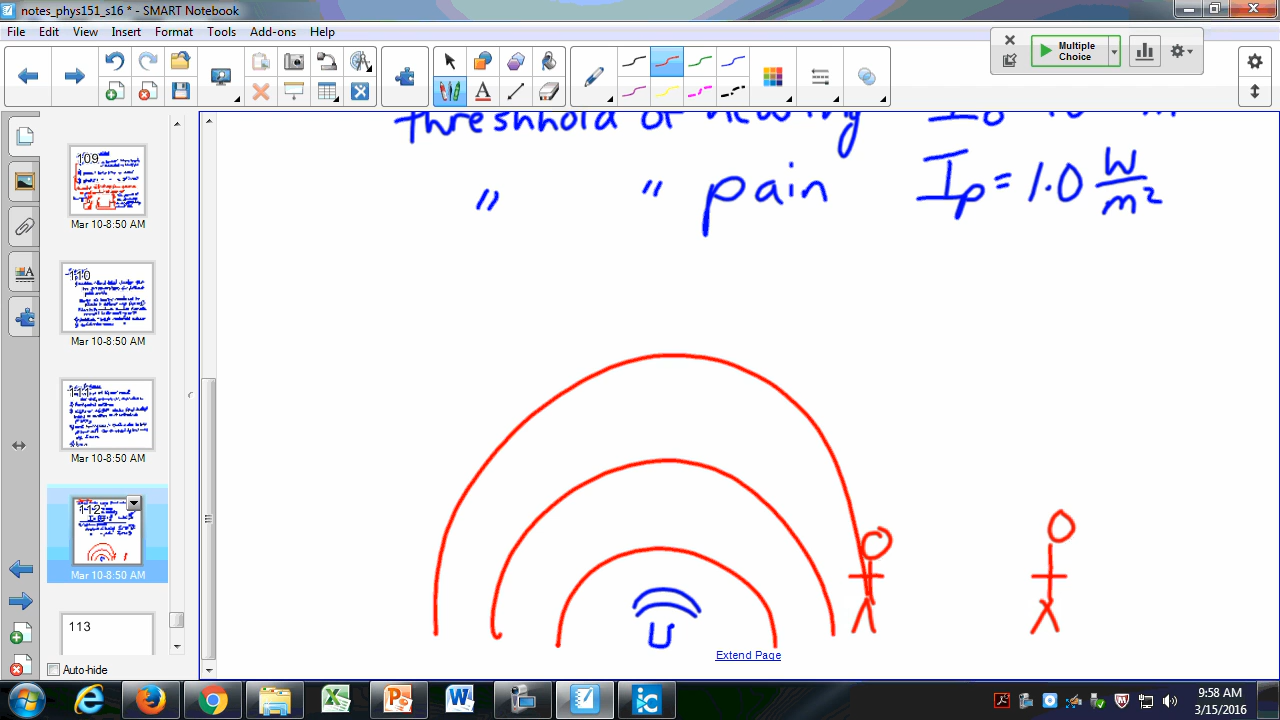 notes_phys151_s16 * - SMART Notebook
File Edit View Insert Format Tools Add-ons Help
Multiple
Choice
threshhold of hearing
" " pain Ip = 1.0 W/m²
109
Mar 10-8:50 AM
110
Mar 10-8:50 AM
111
Mar 10-8:50 AM
112
Mar 10-8:50 AM
113
Auto-hide
Extend Page
9:58 AM
3/15/2016